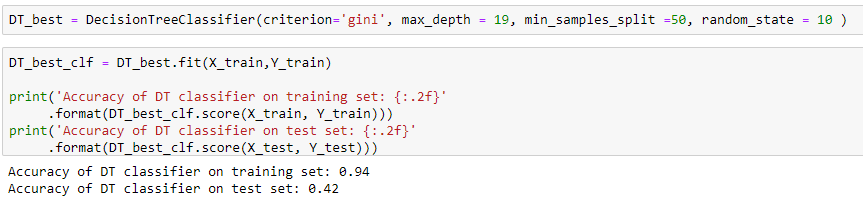 DT_best = DecisionTreeClassifier(criterion='gini', max_depth = 19, min_samples_split =50, random_state = 10 )
DT_best_clf = DT_best.fit(X_train,Y_train)
print('Accuracy of DT classifier on training set: {:.2f}'
.format(DT_best_clf.score(X_train, Y_train)))
print('Accuracy of DT classifier on test set: {:.2f}'
.format(DT_best_clf.score(X_test, Y_test)))
Accuracy of DT classifier on training set: 0.94
Accuracy of DT classifier on test set: 0.42